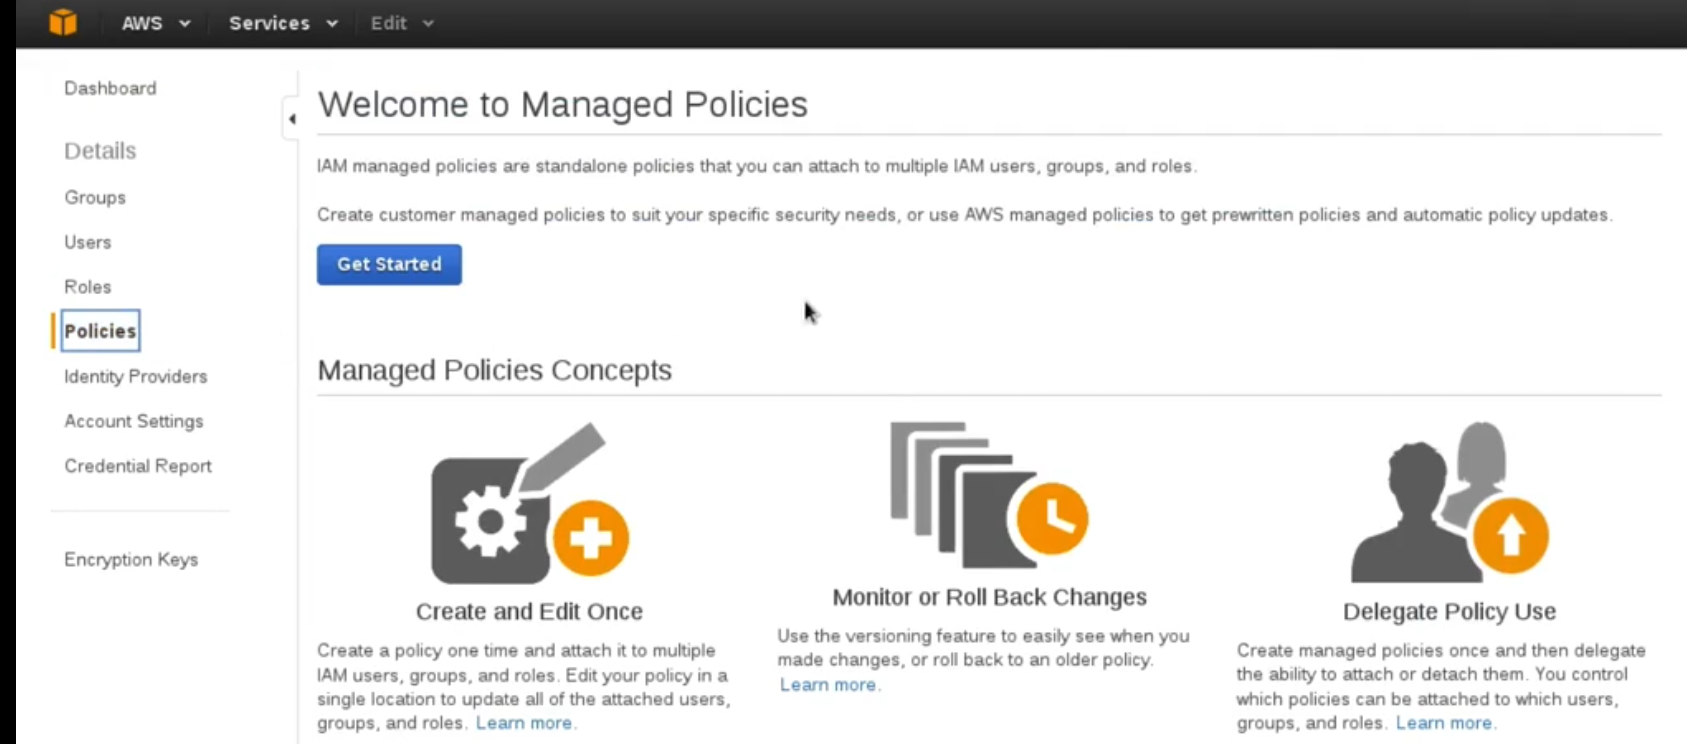 AWS Services Edit
Dashboard
Details
Groups
Users
Roles
Policies
Identity Providers
Account Settings
Credential Report
Encryption Keys
Welcome to Managed Policies
IAM managed policies are standalone policies that you can attach to multiple IAM users, groups, and roles.
Create customer managed policies to suit your specific security needs, or use AWS managed policies to get prewritten policies and automatic policy updates.
Get Started
Managed Policies Concepts
Create and Edit Once
Create a policy one time and attach it to multiple
IAM users, groups, and roles. Edit your policy in a
single location to update all of the attached users,
groups, and roles. Learn more.
Monitor or Roll Back Changes
Use the versioning feature to easily see when you
made changes, or roll back to an older policy.
Learn more.
Delegate Policy Use
Create managed policies once and then delegate
the ability to attach or detach them. You control
which policies can be attached to which users,
groups, and roles. Learn more.